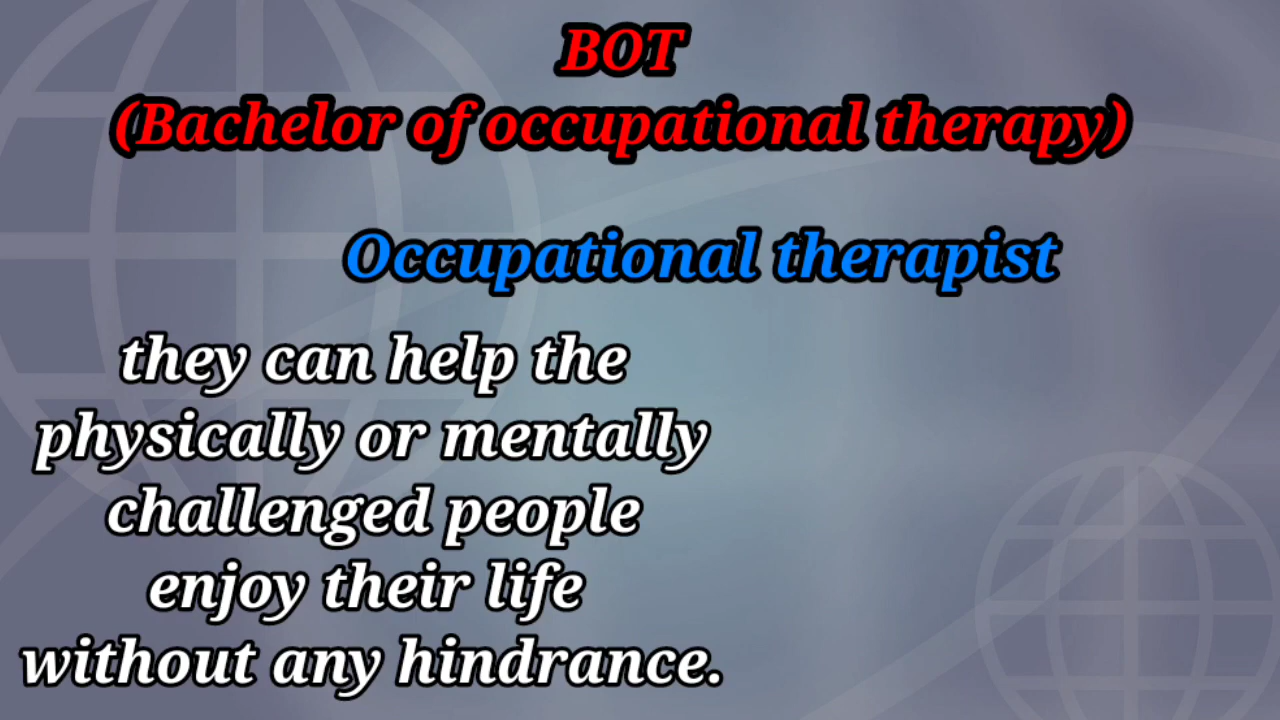 BOT
(Bachelor of occupational therapy)
Occupational therapist
they can help the
physically or mentally
challenged people
enjoy their life
without any hindrance.